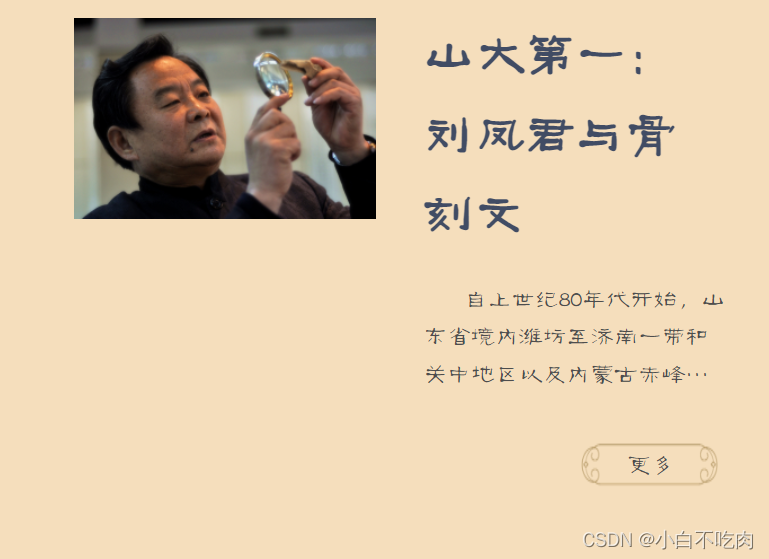 山大第一：
刘凤君与骨
刻文
自上世纪80年代开始，山
东省境内潍坊至济南一带和
关中地区以及内蒙古赤峰…
更多
CSDN @小白不吃肉